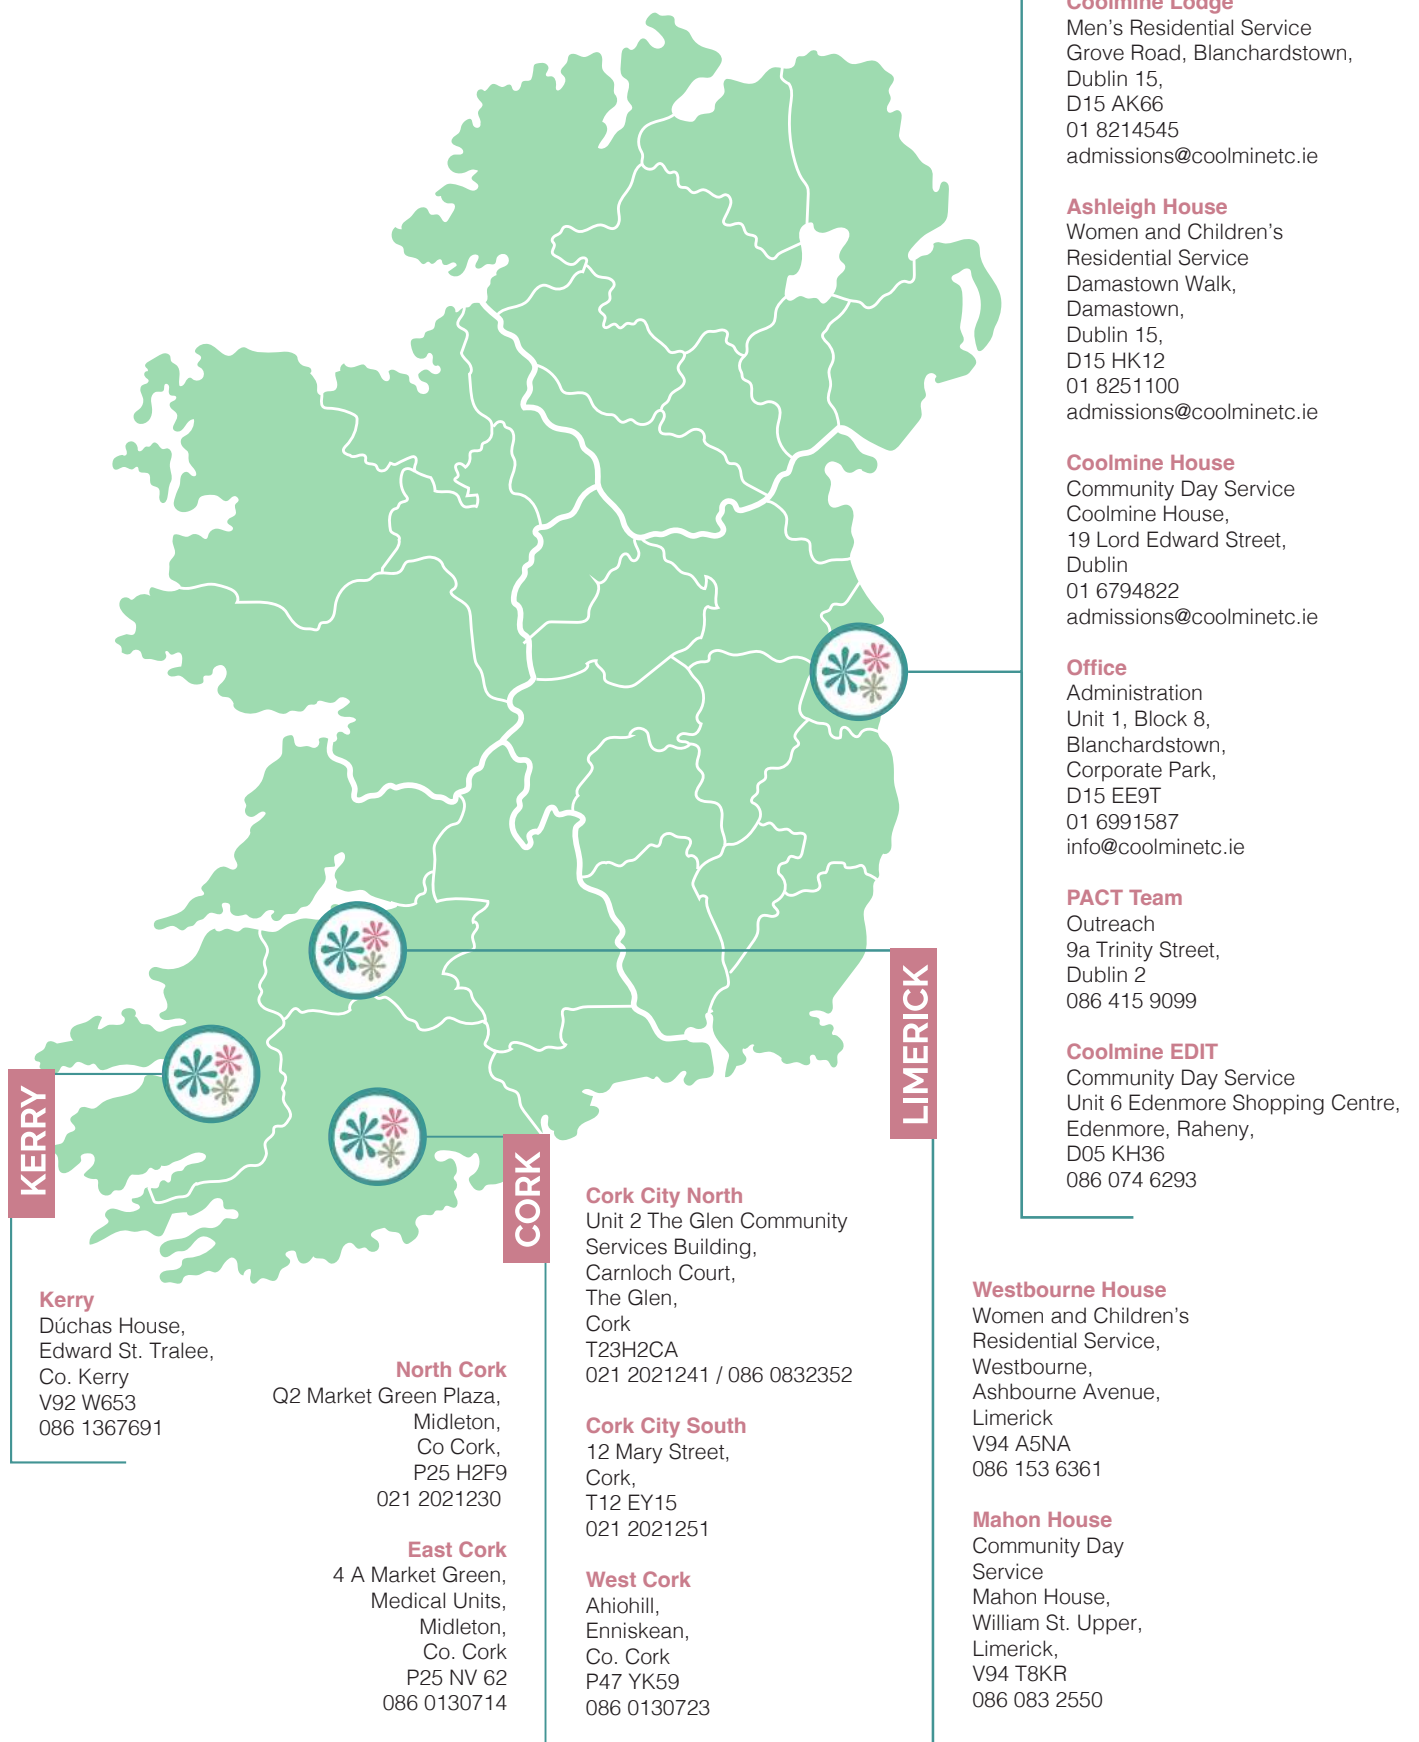 Coolmine Lodge
Men's Residential Service
Grove Road, Blanchardstown,
Dublin 15,
D15 AK66
01 8214545
admissions@coolminetc.ie
Ashleigh House
Women and Children's
Residential Service
Damastown Walk,
Damastown,
Dublin 15,
D15 HK12
01 8251100
admissions@coolminetc.ie
Coolmine House
Community Day Service
Coolmine House,
19 Lord Edward Street,
Dublin
01 6794822
admissions@coolminetc.ie
Office
Administration
Unit 1, Block 8,
Blanchardstown,
Corporate Park,
D15 EE9T
01 6991587
info@coolminetc.ie
PACT Team
Outreach
9a Trinity Street,
Dublin 2
086 415 9099
Coolmine EDIT
Community Day Service
Unit 6 Edenmore Shopping Centre,
Edenmore, Raheny,
D05 KH36
086 074 6293
KERRY
Kerry
Dúchas House,
Edward St. Tralee,
Co. Kerry
V92 W653
086 1367691
CORK
North Cork
Q2 Market Green Plaza,
Midleton,
Co Cork,
P25 H2F9
021 2021230
East Cork
4 A Market Green,
Medical Units,
Midleton,
Co. Cork
P25 NV 62
086 0130714
Cork City North
Unit 2 The Glen Community
Services Building,
Carnloch Court,
The Glen,
Cork
T23H2CA
021 2021241 / 086 0832352
Cork City South
12 Mary Street,
Cork,
T12 EY15
021 2021251
West Cork
Ahiohill,
Enniskean,
Co. Cork
P47 YK59
086 0130723
LIMERICK
Westbourne House
Women and Children's
Residential Service,
Westbourne,
Ashbourne Avenue,
Limerick
V94 A5NA
086 153 6361
Mahon House
Community Day
Service
Mahon House,
William St. Upper,
Limerick,
V94 T8KR
086 083 2550